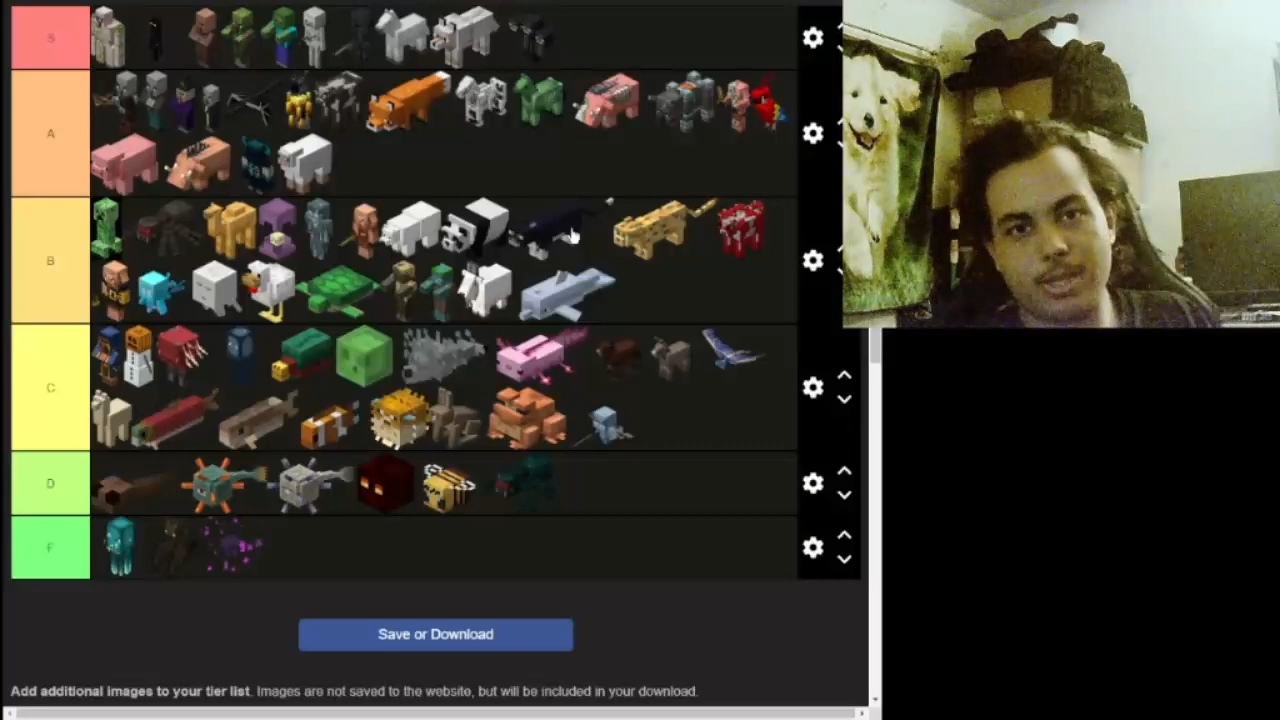 S
A
B
C
D
F
Save or Download
Add additional images to your tier list. Images are not saved to the website, but will be included in your download.